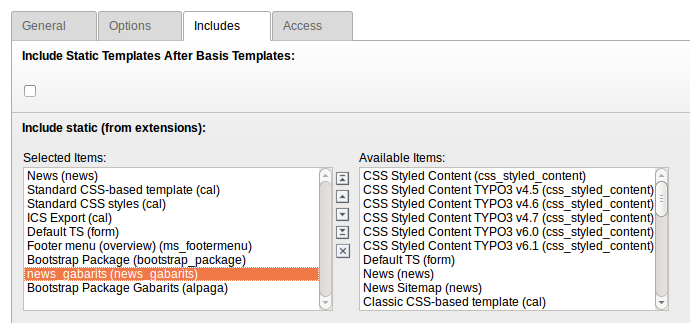 General Options Includes Access
Include Static Templates After Basis Templates:
Include static (from extensions):
Selected Items:
News (news)
Standard CSS-based template (cal)
Standard CSS styles (cal)
ICS Export (cal)
Default TS (form)
Footer menu (overview) (ms_footermenu)
Bootstrap Package (bootstrap_package)
news_gabarits (news_gabarits)
Bootstrap Package Gabarits (alpaga)
Available Items:
CSS Styled Content (css_styled_content)
CSS Styled Content TYPO3 v4.5 (css_styled_content)
CSS Styled Content TYPO3 v4.6 (css_styled_content)
CSS Styled Content TYPO3 v4.7 (css_styled_content)
CSS Styled Content TYPO3 v6.0 (css_styled_content)
CSS Styled Content TYPO3 v6.1 (css_styled_content)
Default TS (form)
News (news)
News Sitemap (news)
Classic CSS-based template (cal)